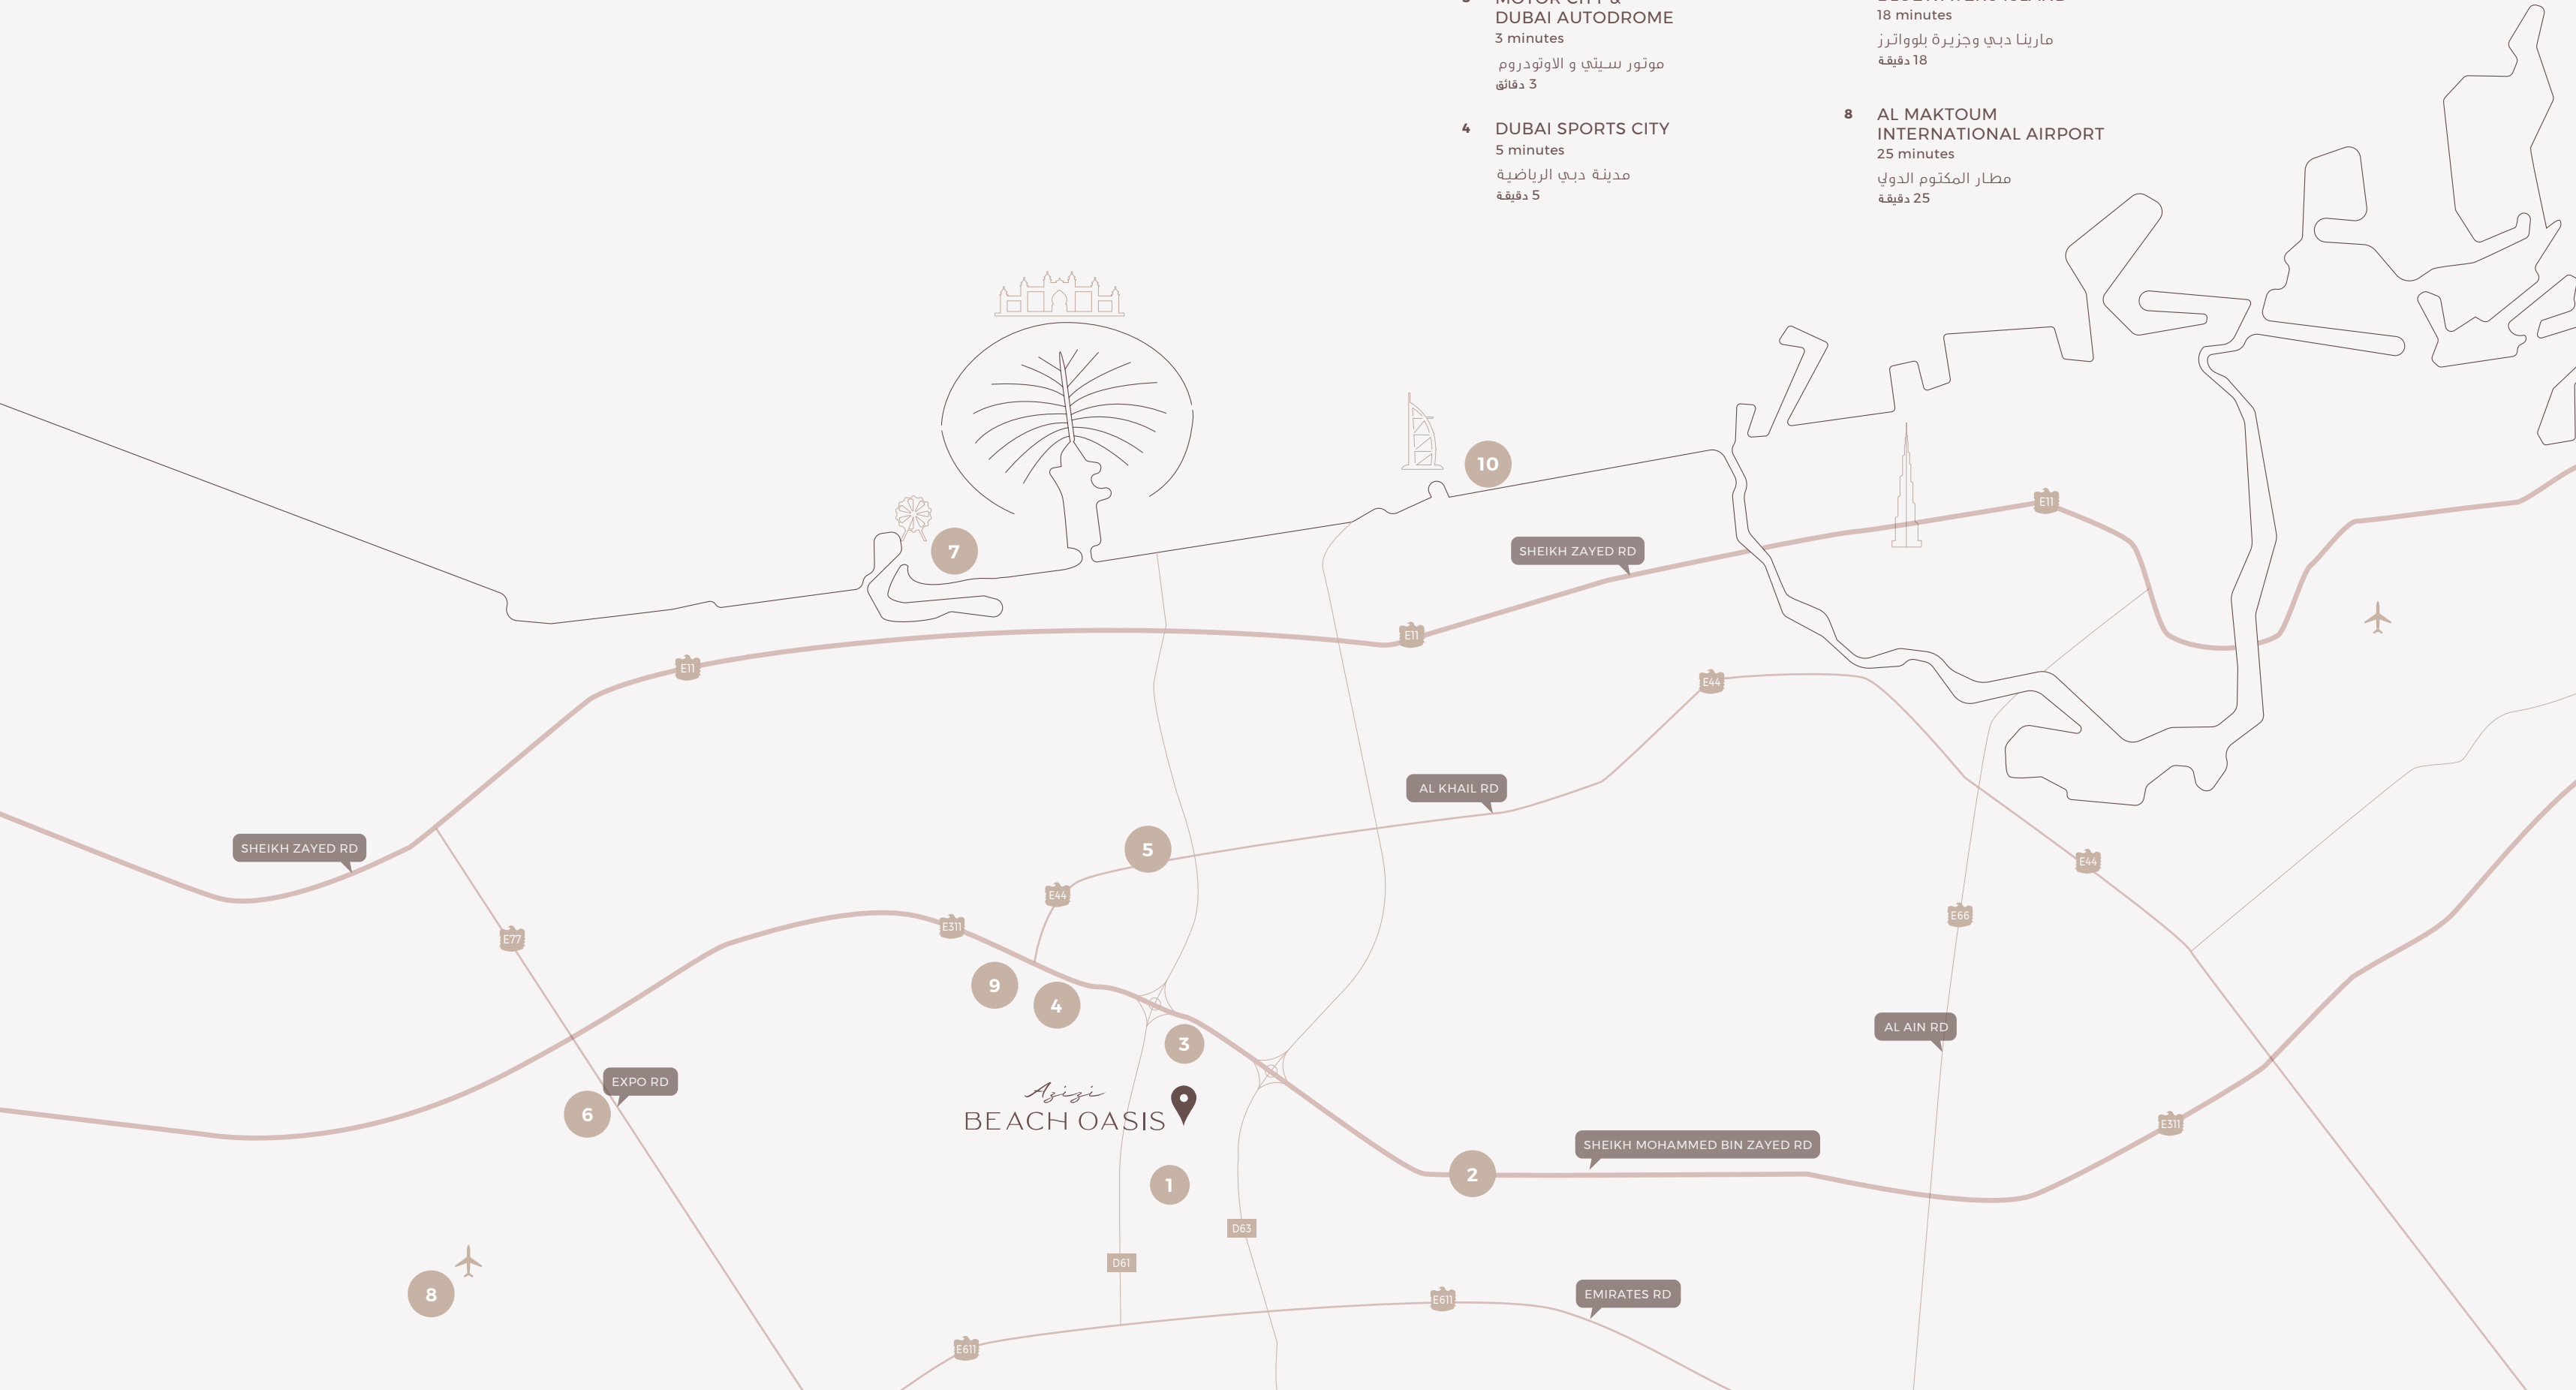 DUBAI AUTODROME
3 minutes
موتور سيتي و الاوتودروم
3 دقائق
4 DUBAI SPORTS CITY
5 minutes
مدينة دبي الرياضية
5 دقيقة
18 minutes
مارينا دبي وجزيرة بلوواترز
18 دقيقة
8 AL MAKTOUM
INTERNATIONAL AIRPORT
25 minutes
مطار المكتوم الدولي
25 دقيقة
10
7
E11
SHEIKH ZAYED RD
E11
E11
E44
AL KHAIL RD
SHEIKH ZAYED RD
5
E44
E44
E311
E77
E66
9
4
3
AL AIN RD
EXPO RD
6
Azizi
BEACH OASIS
E311
SHEIKH MOHAMMED BIN ZAYED RD
2
1
D63
D61
8
EMIRATES RD
E611
E611